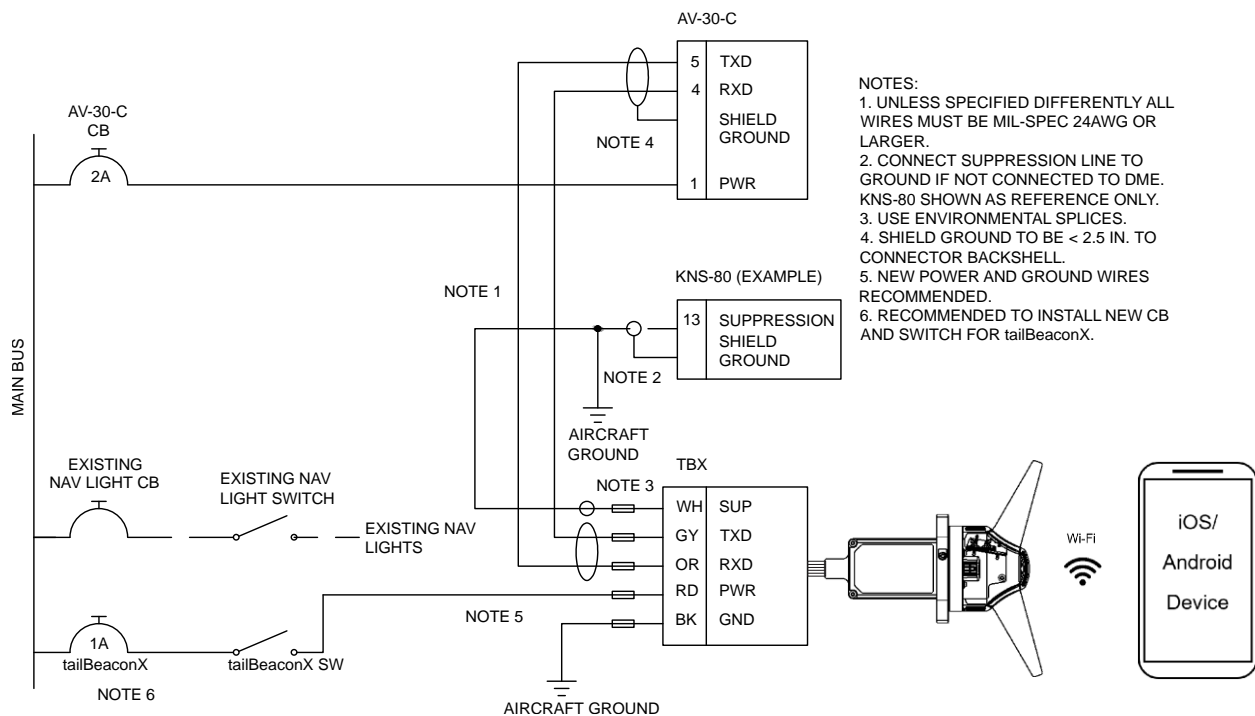 AV-30-C
5 TXD
4 RXD
SHIELD
GROUND
NOTE 4
1 PWR
AV-30-C
CB
2A
NOTES:
1. UNLESS SPECIFIED DIFFERENTLY ALL
WIRES MUST BE MIL-SPEC 24AWG OR
LARGER.
2. CONNECT SUPPRESSION LINE TO
GROUND IF NOT CONNECTED TO DME.
KNS-80 SHOWN AS REFERENCE ONLY.
3. USE ENVIRONMENTAL SPLICES.
4. SHIELD GROUND TO BE < 2.5 IN. TO
CONNECTOR BACKSHELL.
5. NEW POWER AND GROUND WIRES
RECOMMENDED.
6. RECOMMENDED TO INSTALL NEW CB
AND SWITCH FOR tailBeaconX.
NOTE 1
KNS-80 (EXAMPLE)
13 SUPPRESSION
SHIELD
GROUND
NOTE 2
AIRCRAFT
GROUND
MAIN BUS
EXISTING
NAV LIGHT CB
EXISTING NAV
LIGHT SWITCH
EXISTING NAV
LIGHTS
NOTE 3
TBX
WH SUP
GY TXD
OR RXD
RD PWR
BK GND
NOTE 5
1A
tailBeaconX
tailBeaconX SW
NOTE 6
AIRCRAFT GROUND
Wi-Fi
iOS/
Android
Device